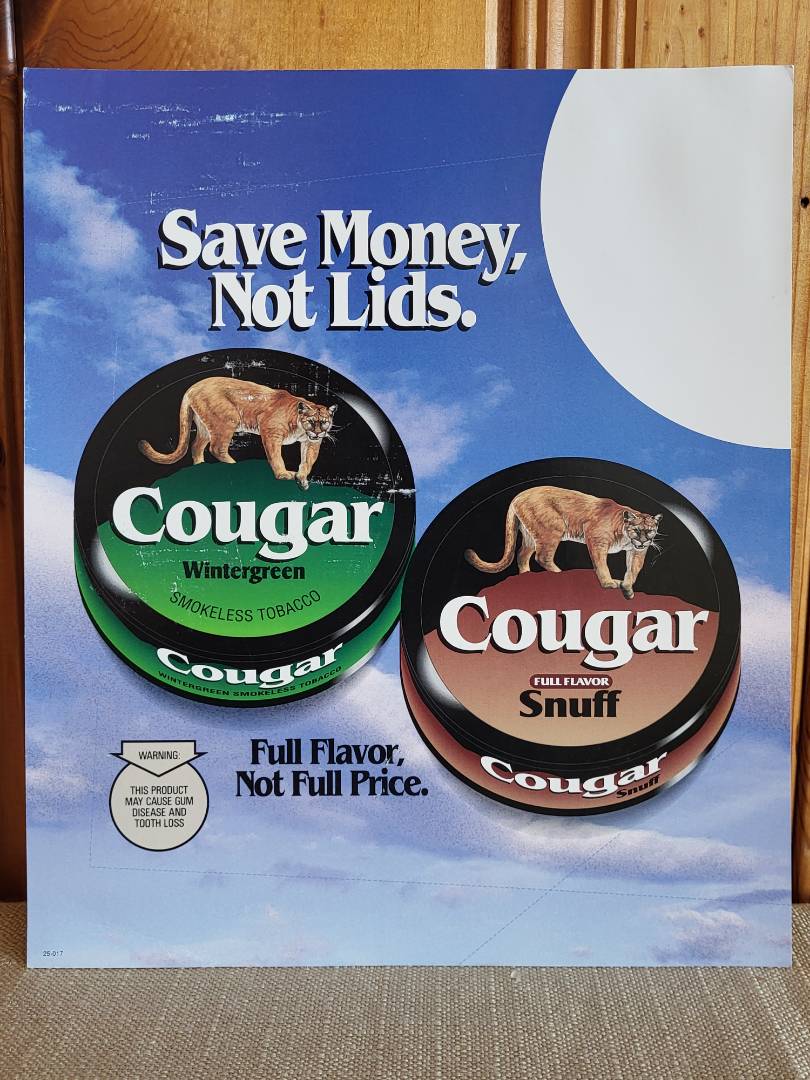 Save Money,
Not Lids.
Cougar
Wintergreen
SMOKELESS TOBACCO
Cougar
WINTERGREEN SMOKELESS TOBACCO
Cougar
FULL FLAVOR
Snuff
Cougar
Snuff
Full Flavor,
Not Full Price.
WARNING:
THIS PRODUCT
MAY CAUSE GUM
DISEASE AND
TOOTH LOSS
25-017